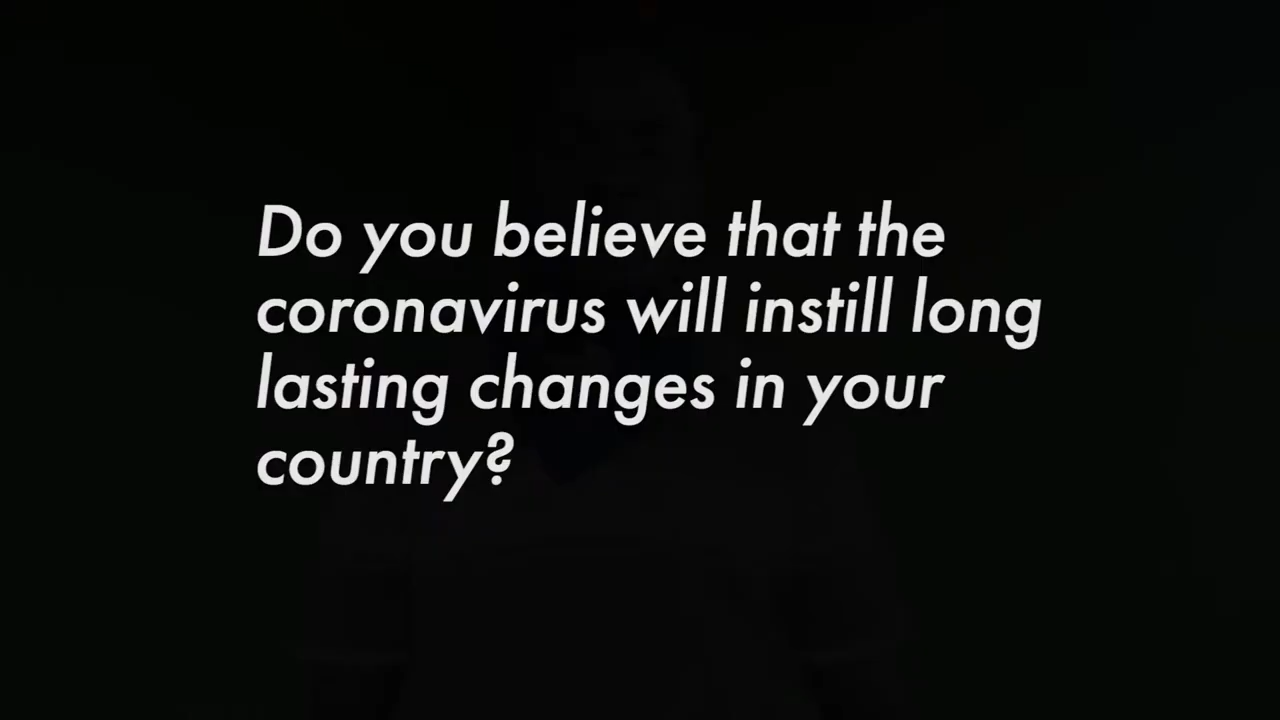 Do you believe that the
coronavirus will instill long
lasting changes in your
country?